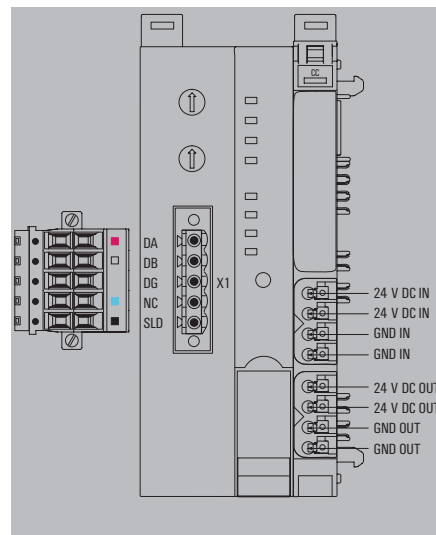 CC
DA
DB
DG
NC
SLD
X1
24 V DC IN
24 V DC IN
GND IN
GND IN
24 V DC OUT
24 V DC OUT
GND OUT
GND OUT